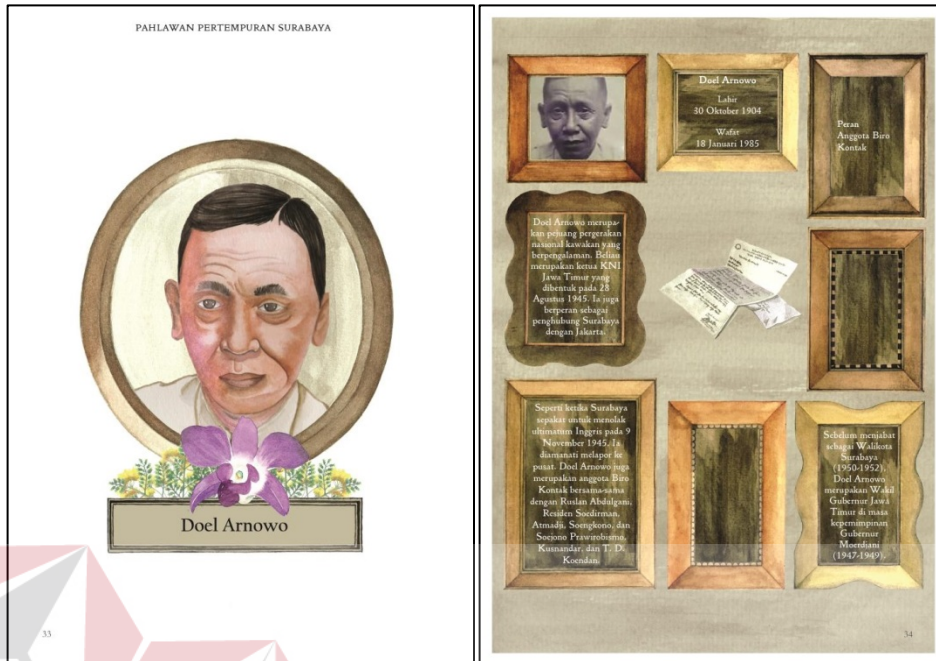 PAHLAWAN PERTEMPURAN SURABAYA
Doel Arnowo
33
Doel Arnowo
Lahir
30 Oktober 1904
Wafat
18 Januari 1985
Peran
Anggota Biro
Kontak
Doel Arnowo merupa-
kan pejuang pergerakan
nasional kawakan yang
berpengalaman. Beliau
merupakan ketua KNI
Jawa Timur yang
dibentuk pada 28
Agustus 1945. Ia juga
berperan sebagai
penghubung Surabaya
dengan Jakarta.
Seperti ketika Surabaya
sepakat untuk menolak
ultimatum Inggris pada 9
November 1945. Ia
diamanati melapor ke
pusat. Doel Arnowo juga
merupakan anggota Biro
Kontak bersama-sama
dengan Ruslan Abdulgani,
Residen Soedirman,
Atmadji, Soengkono, dan
Soejono Prawirobismo,
Kusnandar, dan T. D.
Koendan.
Sebelum menjabat
sebagai Walikota
Surabaya
(1950-1952),
Doel Arnowo
merupakan Wakil
Gubernur Jawa
Timur di masa
kepemimpinan
Gubernur
Moerdjani
(1947-1949).
34